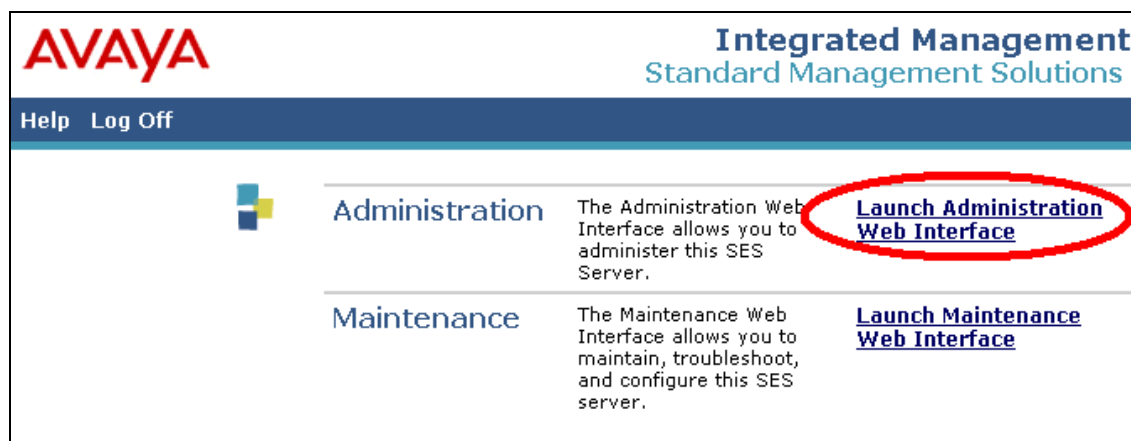 AVAYA
Integrated Management
Standard Management Solutions
Help Log Off
Administration
The Administration Web
Interface allows you to
administer this SES
Server.
Launch Administration
Web Interface
Maintenance
The Maintenance Web
Interface allows you to
maintain, troubleshoot,
and configure this SES
server.
Launch Maintenance
Web Interface